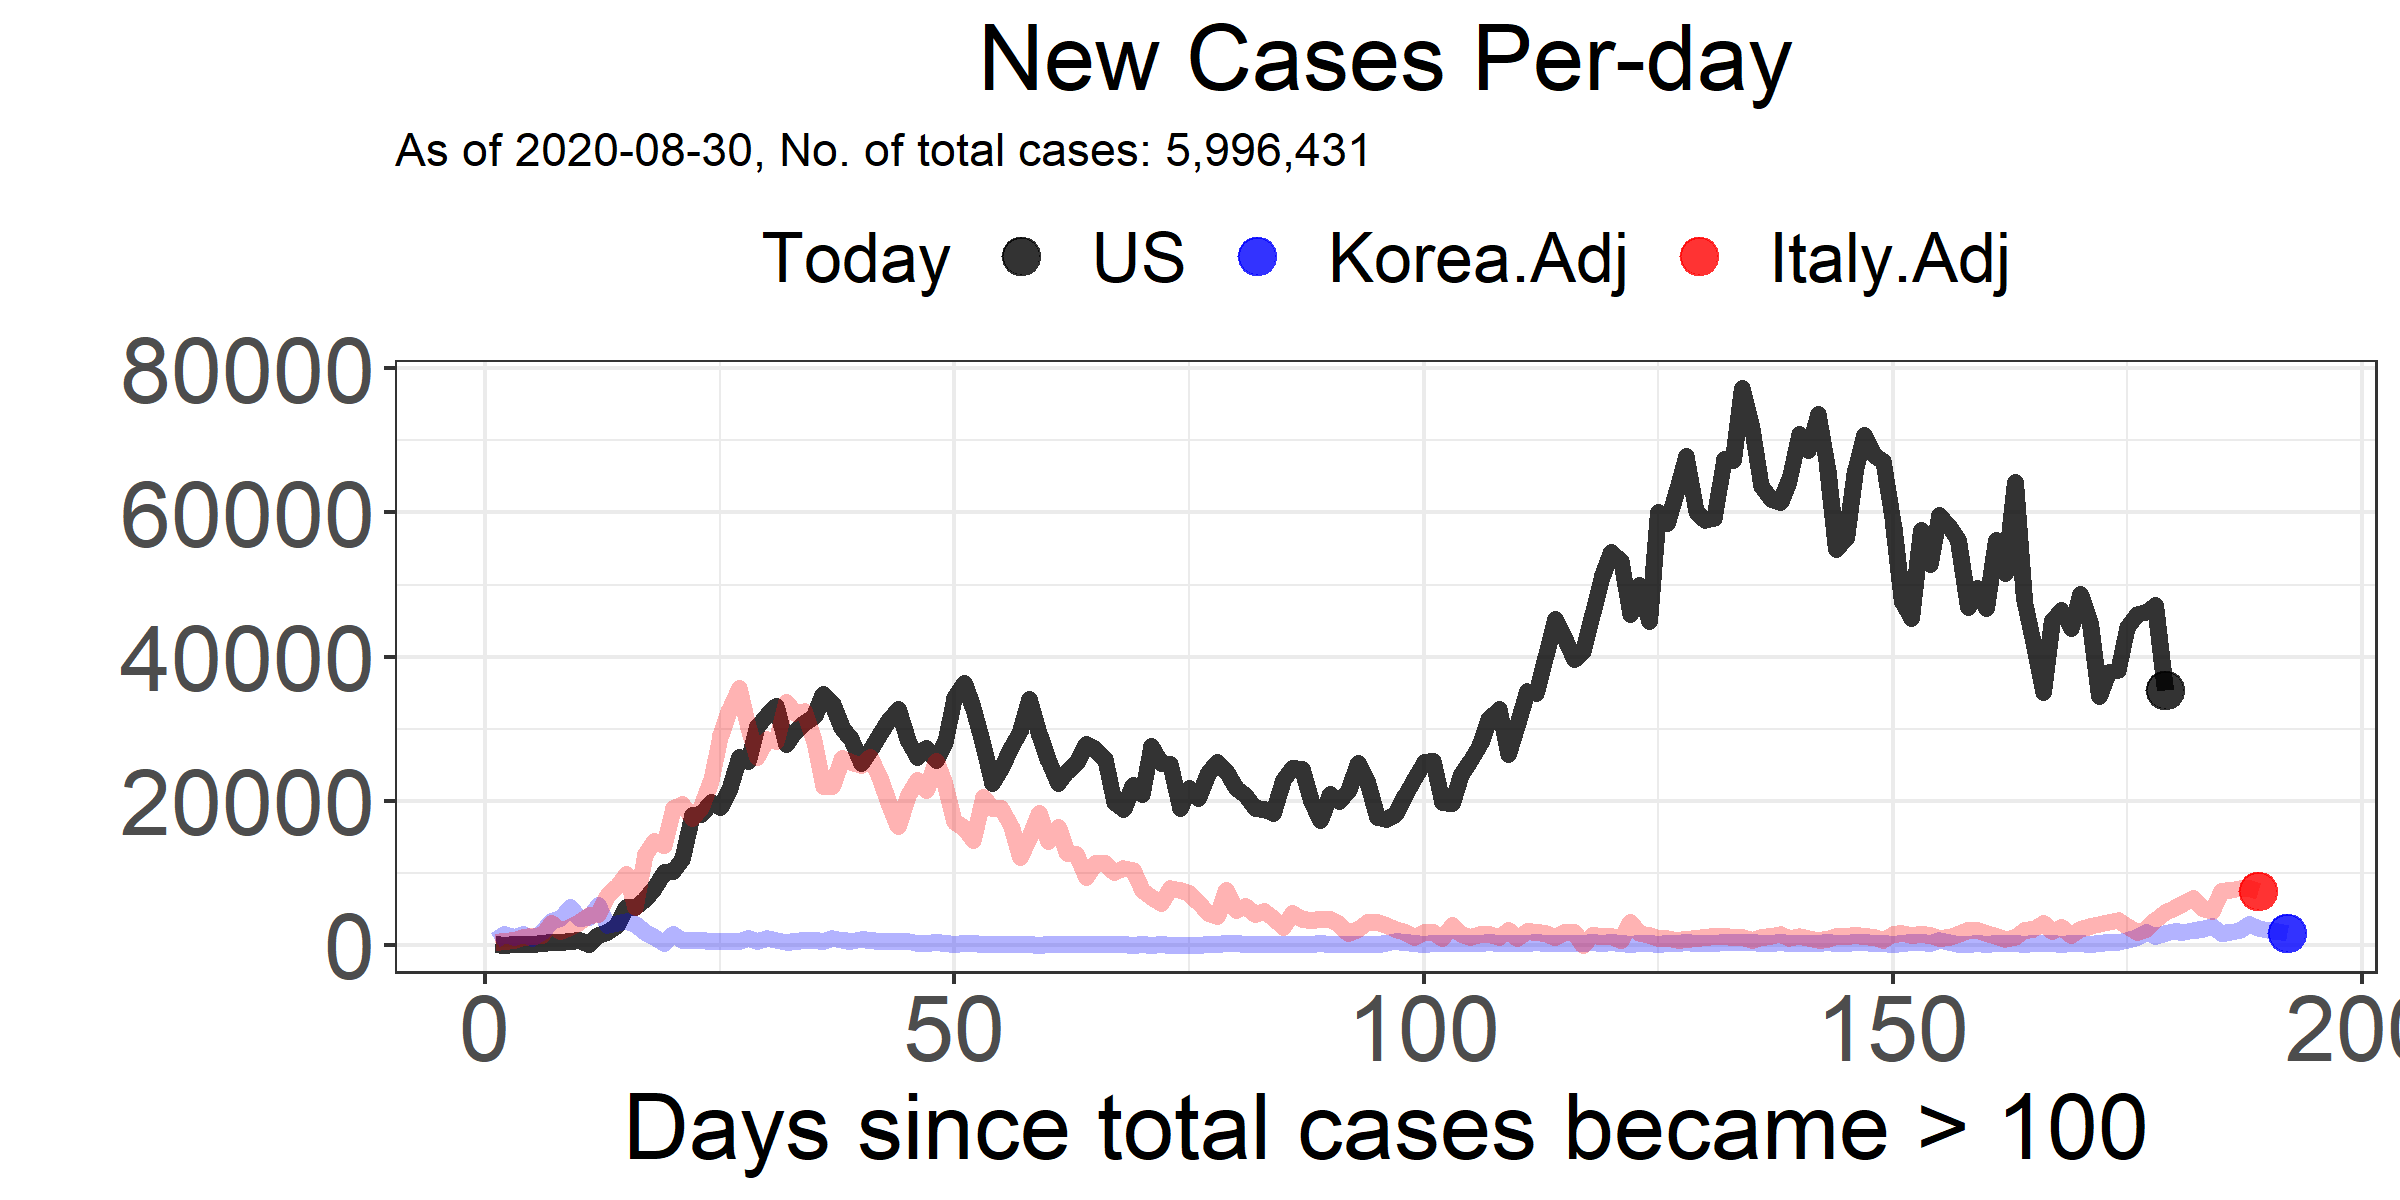 New Cases Per-day
As of 2020-08-30, No. of total cases: 5,996,431
Today US Korea.Adj Italy.Adj
80000
60000
40000
20000
0
0 50 100 150 200
Days since total cases became > 100